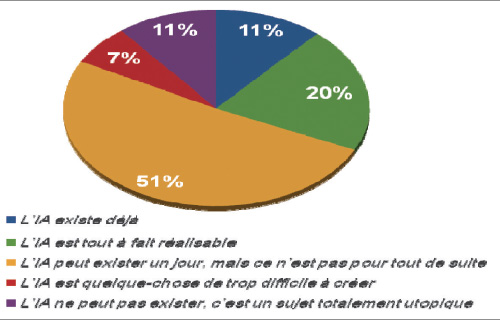 11% 11%
7%
20%
51%
L'IA existe déjà
L'IA est tout à fait réalisable
L'IA peut exister un jour, mais ce n'est pas pour tout de suite
L'IA est quelque-chose de trop difficile à créer
L'IA ne peut pas exister, c'est un sujet totalement utopique